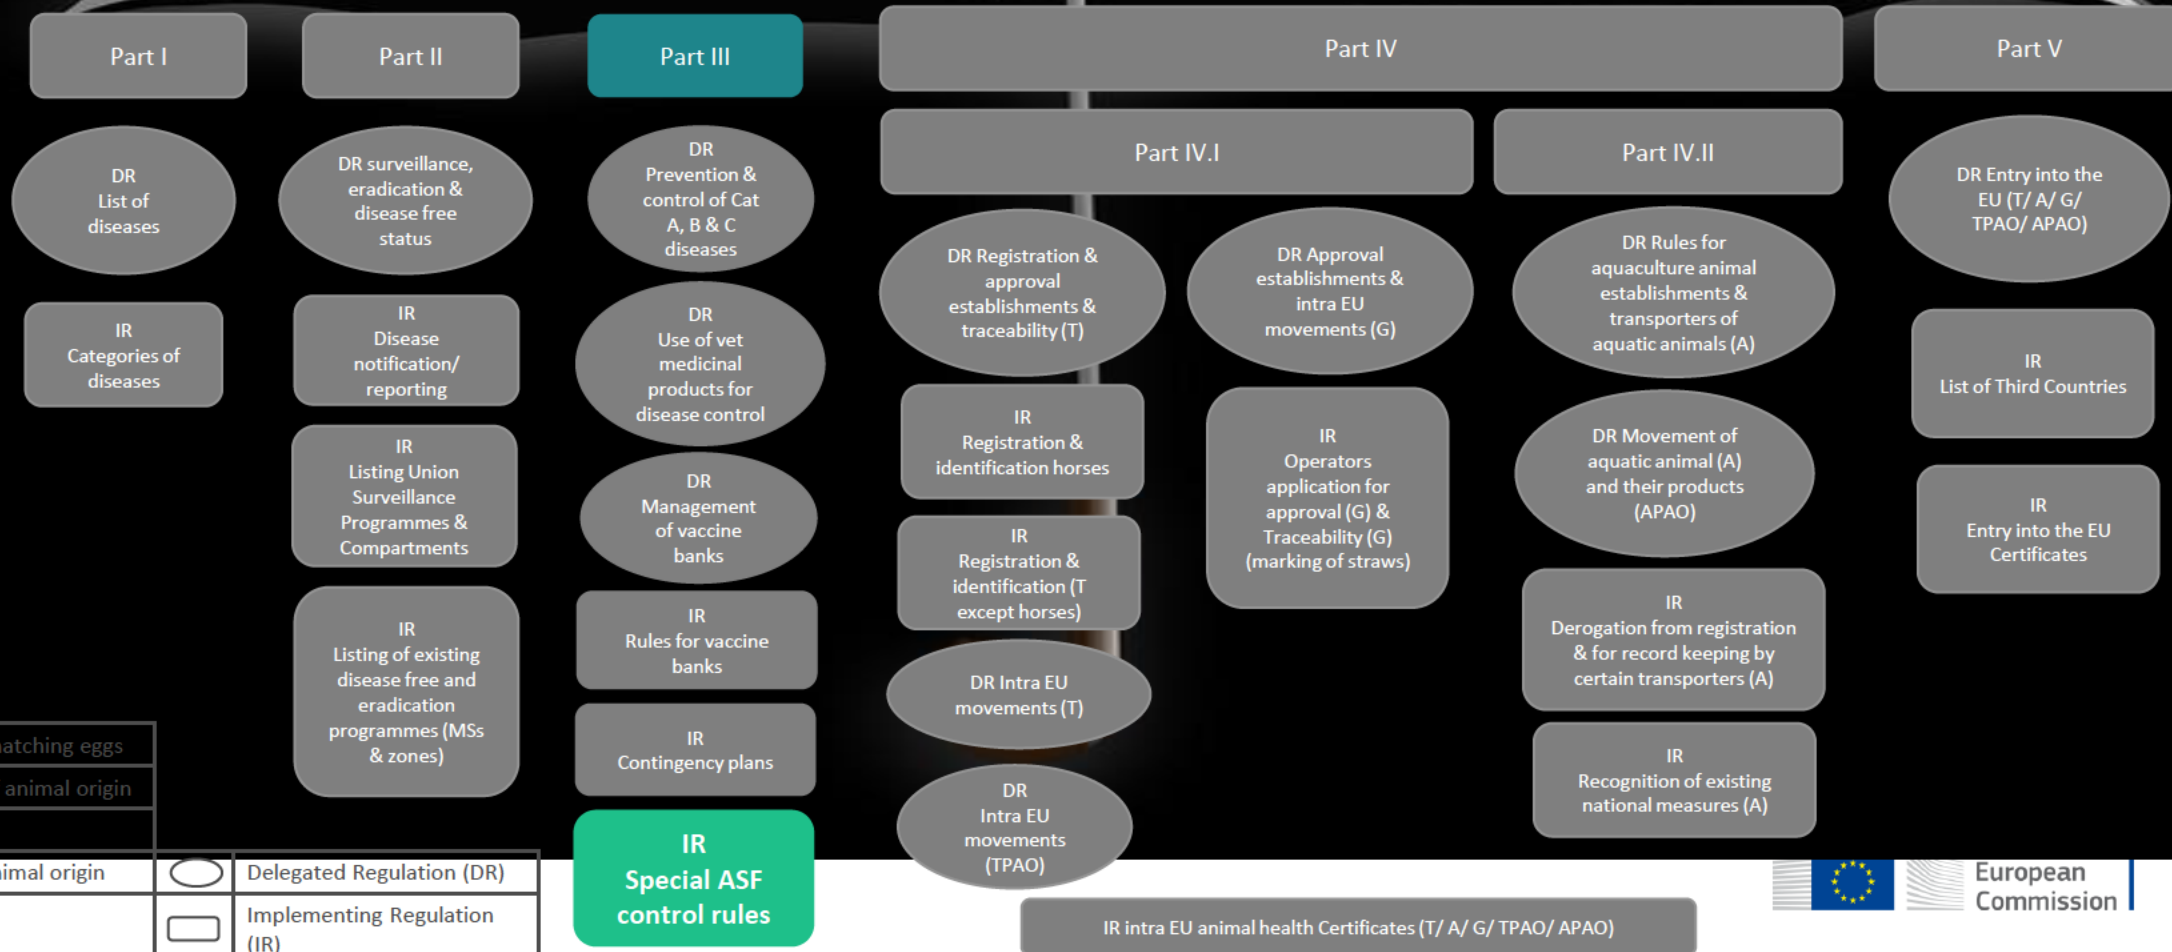 Part I
DR
List of
diseases
IR
Categories of
diseases
Part II
DR surveillance,
eradication &
disease free
status
IR
Disease
notification/
reporting
IR
Listing Union
Surveillance
Programmes &
Compartments
IR
Listing of existing
disease free and
eradication
programmes (MSs
& zones)
Part III
DR
Prevention &
control of Cat
A, B & C
diseases
DR
Use of vet
medicinal
products for
disease control
DR
Management
of vaccine
banks
IR
Rules for vaccine
banks
IR
Contingency plans
IR
Special ASF
control rules
Part IV
Part IV.I
DR Registration &
approval
establishments &
traceability (T)
IR
Registration &
identification horses
IR
Registration &
identification (T
except horses)
DR Intra EU
movements (T)
DR
Intra EU
movements
(TPAO)
DR Approval
establishments &
intra EU
movements (G)
IR
Operators
application for
approval (G) &
Traceability (G)
(marking of straws)
Part IV.II
DR Rules for
aquaculture animal
establishments &
transporters of
aquatic animals (A)
DR Movement of
aquatic animal (A)
and their products
(APAO)
IR
Derogation from registration
& for record keeping by
certain transporters (A)
IR
Recognition of existing
national measures (A)
Part V
DR Entry into the
EU (T/ A/ G/
TPAO/ APAO)
IR
List of Third Countries
IR
Entry into the EU
Certificates
eggs
animal origin
origin
Delegated Regulation (DR)
Implementing Regulation
(IR)
IR intra EU animal health Certificates (T/ A/ G/ TPAO/ APAO)
European
Commission